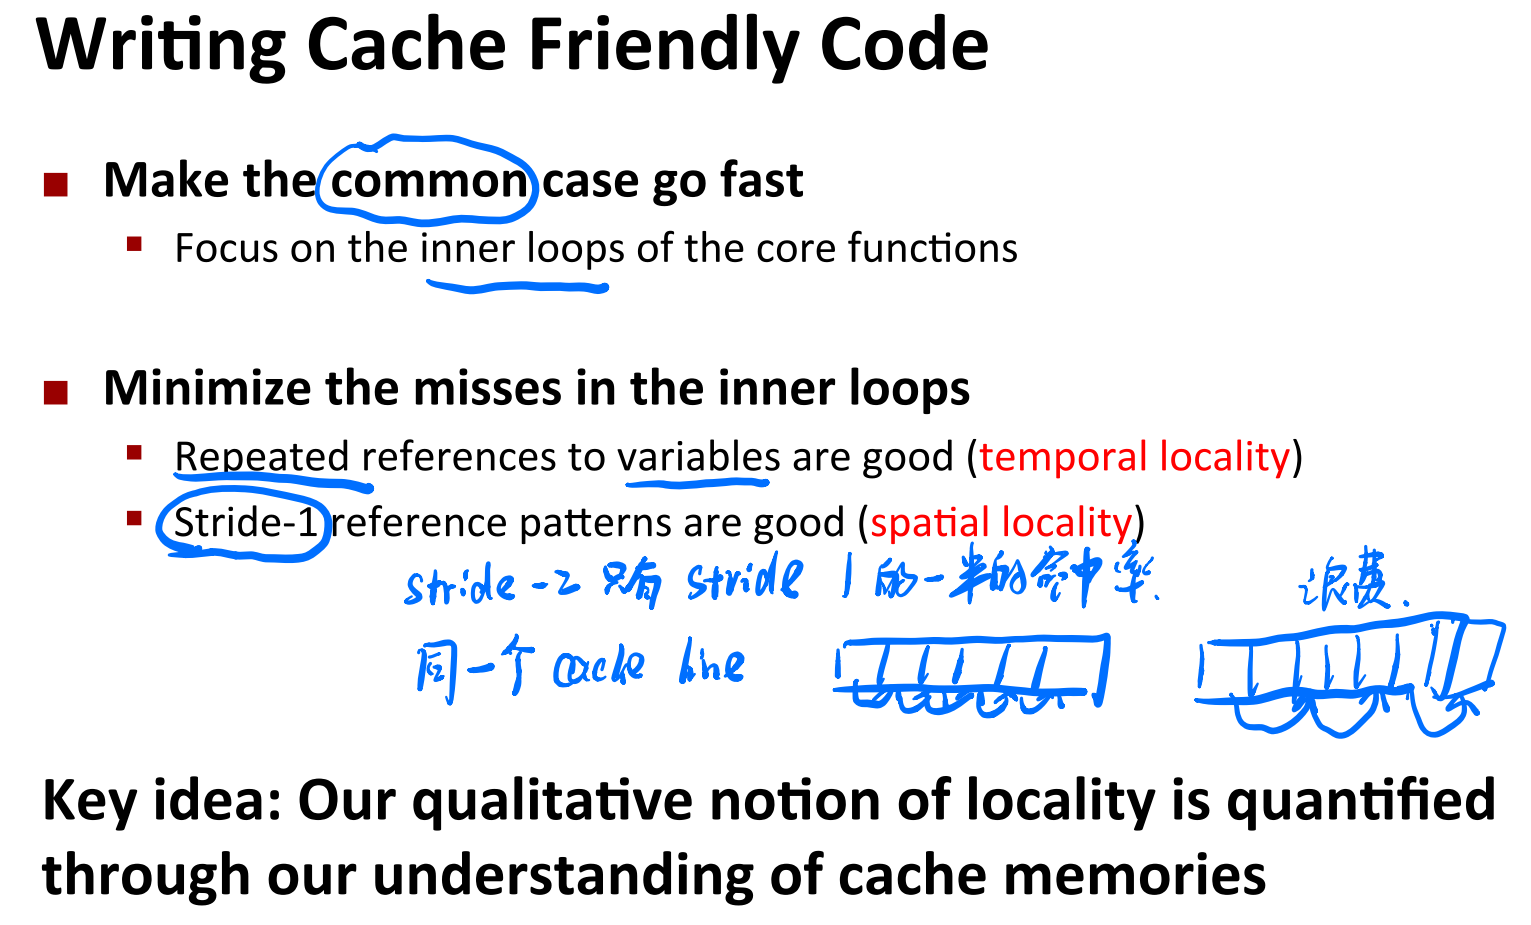 Writing Cache Friendly Code
Make the common case go fast
Focus on the inner loops of the core functions
Minimize the misses in the inner loops
Repeated references to variables are good (temporal locality)
Stride-1 reference patterns are good (spatial locality)
stride-2 只有 stride 1 的一半的命中率.
浪费.
同一个 cache line
Key idea: Our qualitative notion of locality is quantified
through our understanding of cache memories